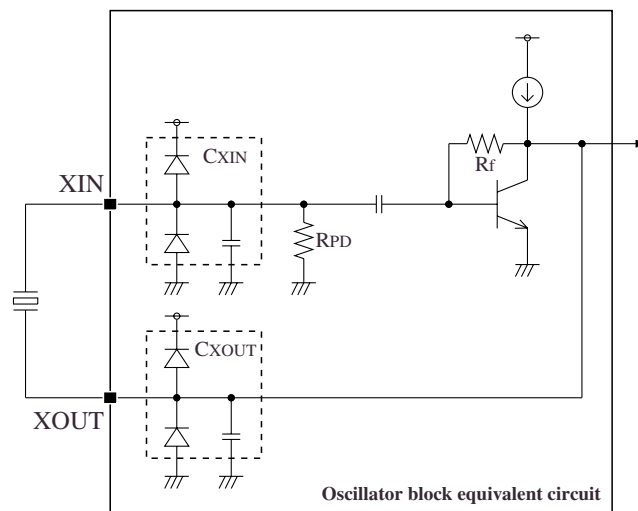 CXIN
XIN
Rf
RPD
CXOUT
XOUT
Oscillator block equivalent circuit